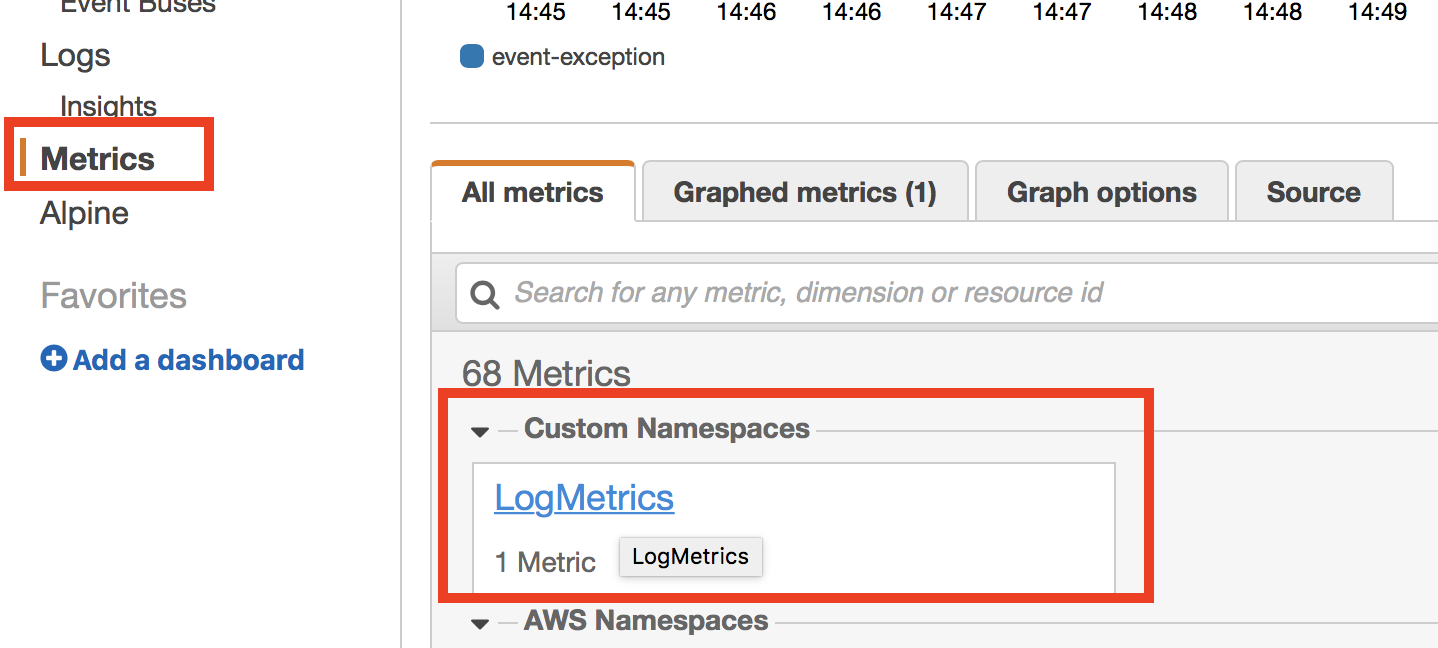 Event Buses
Logs
Insights
Metrics
Alpine
Favorites
Add a dashboard
14:45 14:45 14:46 14:46 14:47 14:47 14:48 14:48 14:49
event-exception
All metrics Graphed metrics (1) Graph options Source
Search for any metric, dimension or resource id
68 Metrics
Custom Namespaces
LogMetrics
1 Metric LogMetrics
AWS Namespaces